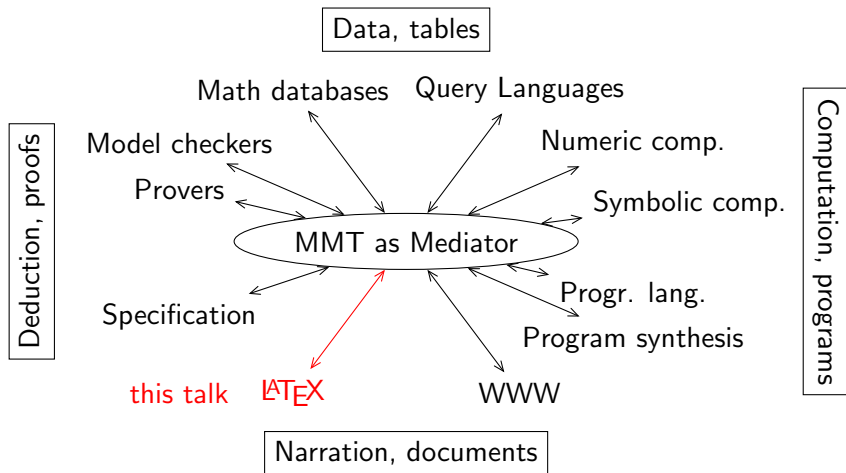 Data, tables
Math databases
Query Languages
Model checkers
Numeric comp.
Provers
Symbolic comp.
Deduction, proofs
MMT as Mediator
Computation, programs
Specification
Progr. lang.
Program synthesis
this talk LATEX
WWW
Narration, documents